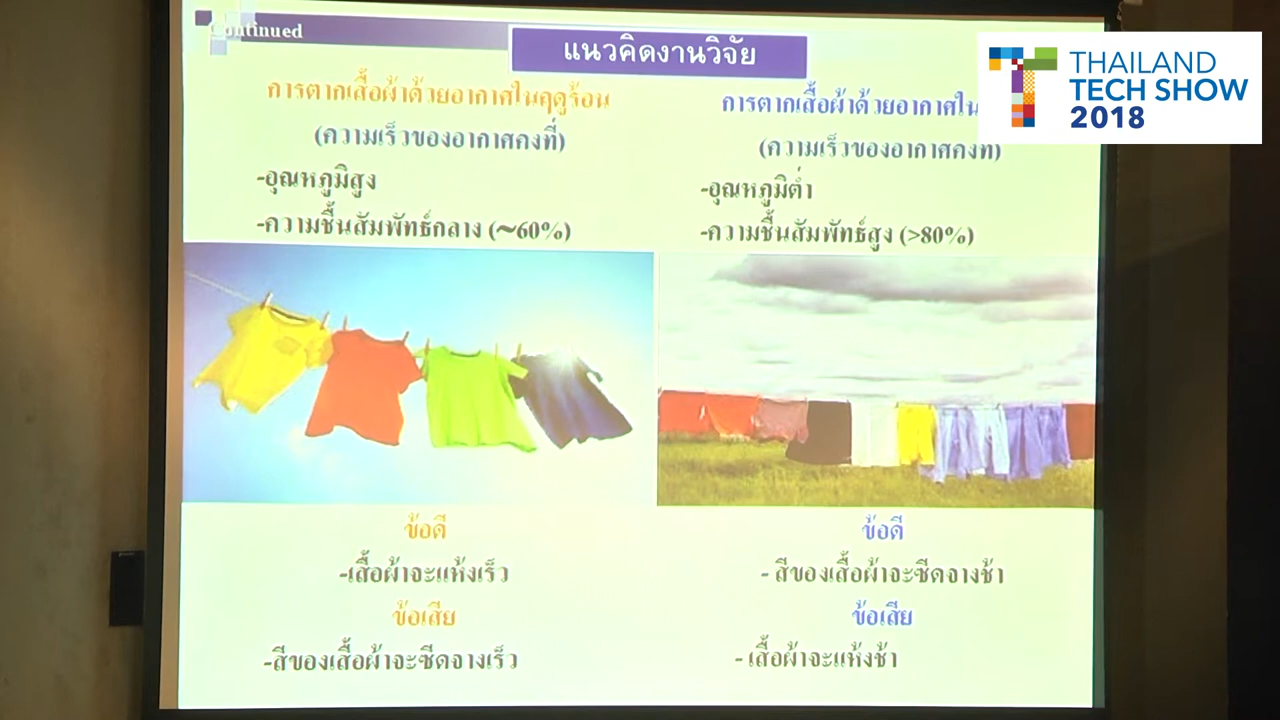 Continued
แนวคิดงานวิจัย
การตากเสื้อผ้าด้วยอากาศในฤดูร้อน
(ความเร็วของอากาศคงที่)
-อุณหภูมิสูง
-ความชื้นสัมพัทธ์กลาง (~60%)
การตากเสื้อผ้าด้วยอากาศใน
(ความเร็วของอากาศคงที่)
-อุณหภูมิต่ำ
-ความชื้นสัมพัทธ์สูง (>80%)
ข้อดี
-เสื้อผ้าจะแห้งเร็ว
ข้อเสีย
-สีของเสื้อผ้าจะซีดจางเร็ว
ข้อดี
- สีของเสื้อผ้าจะซีดจางช้า
ข้อเสีย
- เสื้อผ้าจะแห้งช้า
THAILAND
TECH SHOW
2018